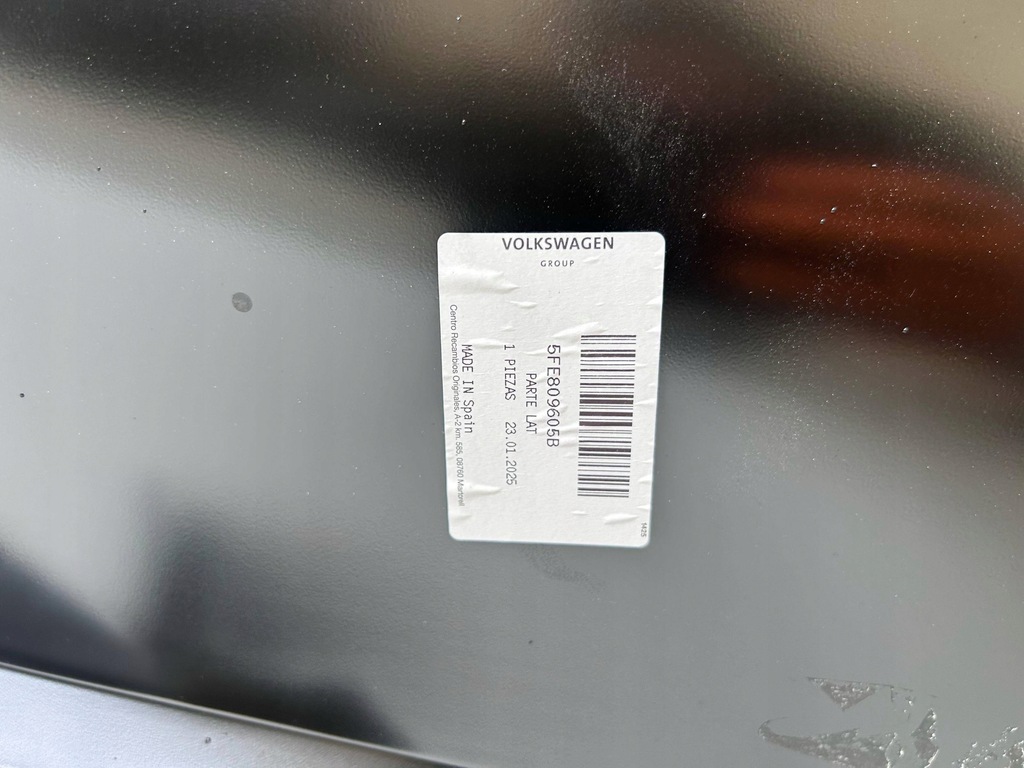 VOLKSWAGEN
GROUP
5FE809605B
PARTE LAT
1 PIEZAS 23.01.2025
MADE IN Spain
Centro Recambios Originales, A-2 km. 585, 08760 Martorell
1425